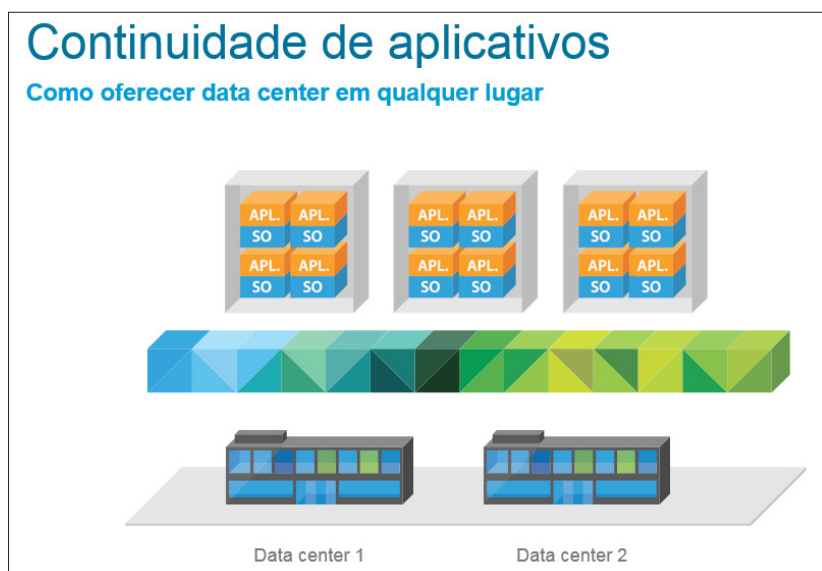 Continuidade de aplicativos
Como oferecer data center em qualquer lugar
APL. APL. APL. APL. APL. APL.
SO SO SO SO SO SO
APL. APL. APL. APL. APL. APL.
SO SO SO SO SO SO
Data center 1 Data center 2